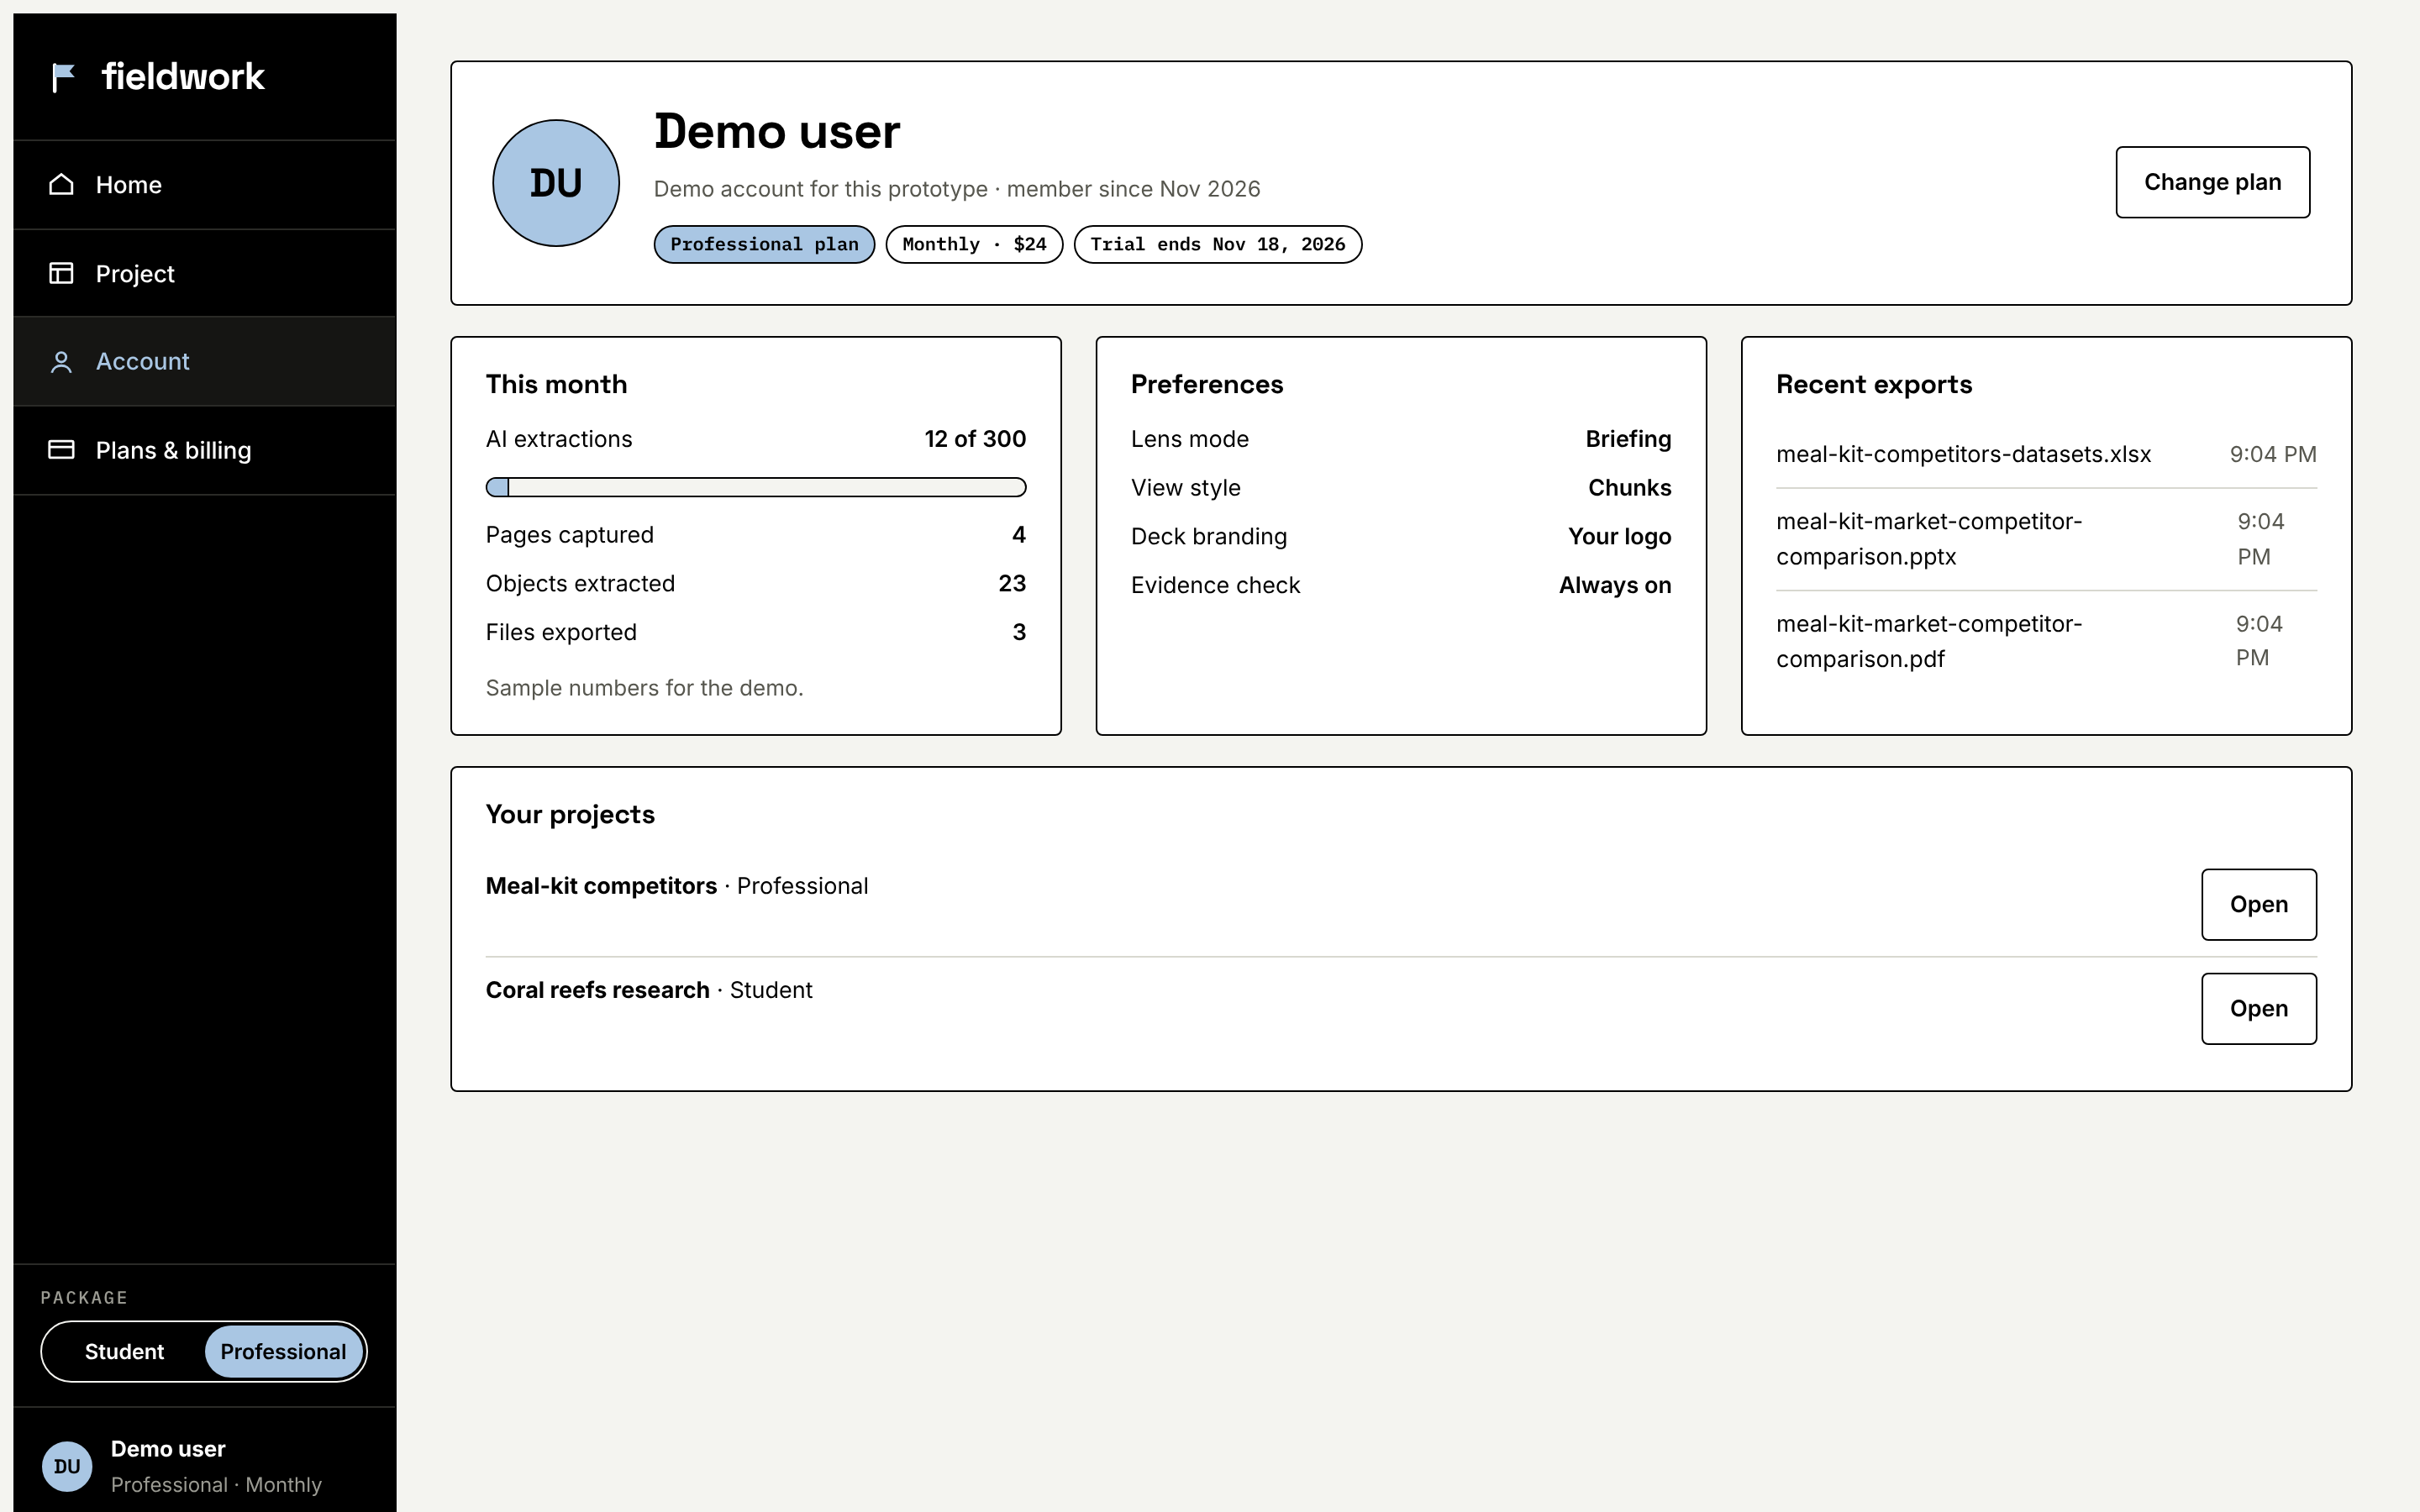 fieldwork
Home
Project
Account
Plans & billing
PACKAGE
Student Professional
DU
Demo user
Professional · Monthly
DU
Demo user
Demo account for this prototype · member since Nov 2026
Professional plan Monthly · $24 Trial ends Nov 18, 2026
Change plan
This month
AI extractions 12 of 300
Pages captured 4
Objects extracted 23
Files exported 3
Sample numbers for the demo.
Preferences
Lens mode Briefing
View style Chunks
Deck branding Your logo
Evidence check Always on
Recent exports
meal-kit-competitors-datasets.xlsx 9:04 PM
meal-kit-market-competitor- 9:04
comparison.pptx PM
meal-kit-market-competitor- 9:04
comparison.pdf PM
Your projects
Meal-kit competitors · Professional Open
Coral reefs research · Student Open